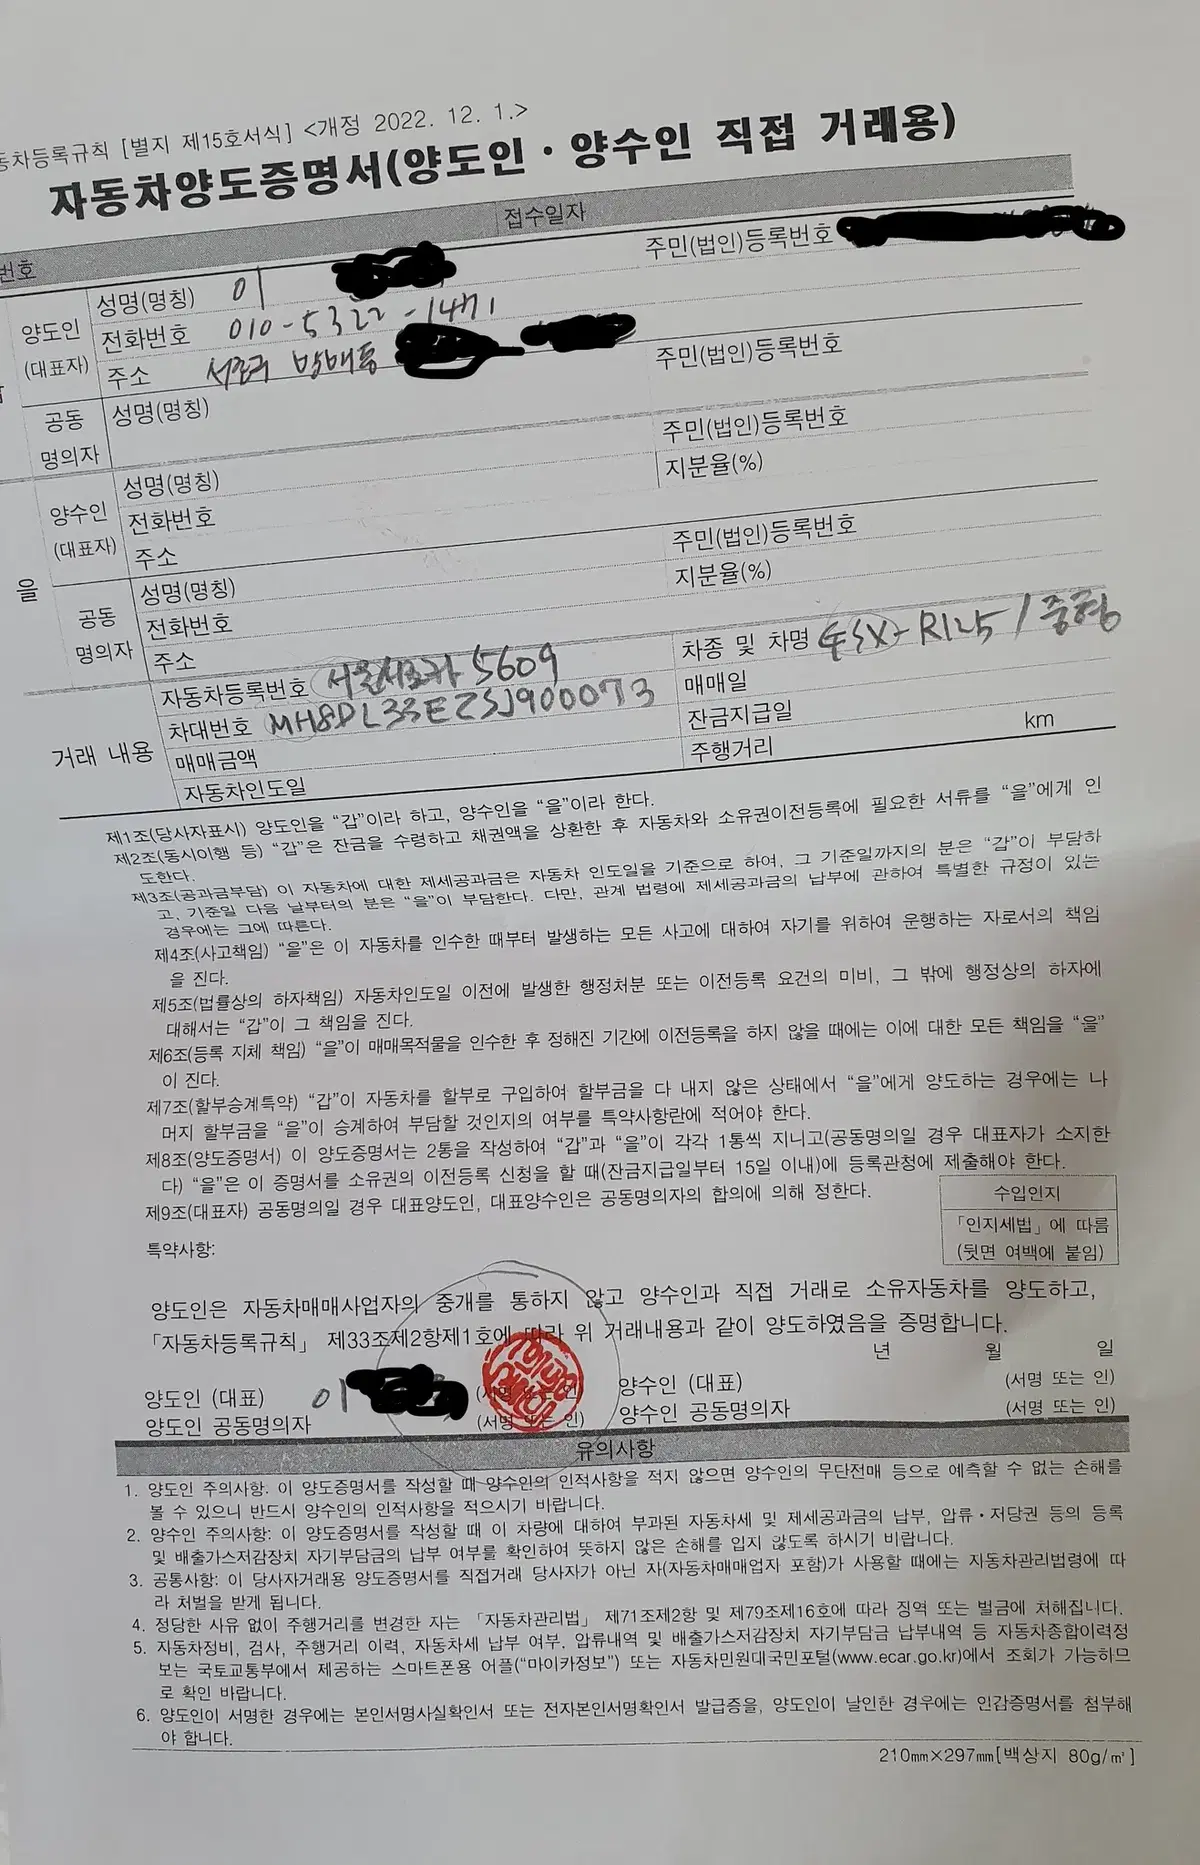 동차등록규칙 [별지 제15호서식] <개정 2022. 12. 1.>
자동차양도증명서(양도인 · 양수인 직접 거래용)
번호 접수일자
양도인 (대표자) 성명(명칭) 이 주민(법인)등록번호
전화번호 010-5322-1471
주소 서초구 방배동
공동 명의자 성명(명칭) 주민(법인)등록번호
을 양수인 (대표자) 성명(명칭) 주민(법인)등록번호
전화번호 지분율(%)
주소
공동 명의자 성명(명칭) 주민(법인)등록번호
전화번호 지분율(%)
주소
거래 내용 자동차등록번호 서울서초가 5609 차종 및 차명 GSX-R125 / 중형
차대번호 MH8DL33EZSJ900073 매매일
매매금액 잔금지급일
자동차인도일 주행거리 km
제1조(당사자표시) 양도인을 “갑”이라 하고, 양수인을 “을”이라 한다.
제2조(동시이행 등) “갑”은 잔금을 수령하고 채권액을 상환한 후 자동차와 소유권이전등록에 필요한 서류를 “을”에게 인
도한다.
제3조(공과금부담) 이 자동차에 대한 제세공과금은 자동차 인도일을 기준으로 하여, 그 기준일까지의 분은 “갑”이 부담하
고, 기준일 다음 날부터의 분은 “을”이 부담한다. 다만, 관계 법령에 제세공과금의 납부에 관하여 특별한 규정이 있는
경우에는 그에 따른다.
제4조(사고책임) “을”은 이 자동차를 인수한 때부터 발생하는 모든 사고에 대하여 자기를 위하여 운행하는 자로서의 책임
을 진다.
제5조(법률상의 하자책임) 자동차인도일 이전에 발생한 행정처분 또는 이전등록 요건의 미비, 그 밖에 행정상의 하자에
대해서는 “갑”이 그 책임을 진다.
제6조(등록 지체 책임) “을”이 매매목적물을 인수한 후 정해진 기간에 이전등록을 하지 않을 때에는 이에 대한 모든 책임을 “을”
이 진다.
제7조(할부승계특약) “갑”이 자동차를 할부로 구입하여 할부금을 다 내지 않은 상태에서 “을”에게 양도하는 경우에는 나
머지 할부금을 “을”이 승계하여 부담할 것인지의 여부를 특약사항란에 적어야 한다.
제8조(양도증명서) 이 양도증명서는 2통을 작성하여 “갑”과 “을”이 각각 1통씩 지니고(공동명의일 경우 대표자가 소지한
다) “을”은 이 증명서를 소유권의 이전등록 신청을 할 때(잔금지급일부터 15일 이내)에 등록관청에 제출해야 한다.
제9조(대표자) 공동명의일 경우 대표양도인, 대표양수인은 공동명의자의 합의에 의해 정한다.
수입인지
「인지세법」에 따름
(뒷면 여백에 붙임)
특약사항:
양도인은 자동차매매사업자의 중개를 통하지 않고 양수인과 직접 거래로 소유자동차를 양도하고,
「자동차등록규칙」 제33조제2항제1호에 따라 위 거래내용과 같이 양도하였음을 증명합니다.
년 월 일
양도인 (대표) 이 (서명 또는 인) 양수인 (대표) (서명 또는 인)
양도인 공동명의자 (서명 또는 인) 양수인 공동명의자 (서명 또는 인)
유의사항
1. 양도인 주의사항: 이 양도증명서를 작성할 때 양수인의 인적사항을 적지 않으면 양수인의 무단전매 등으로 예측할 수 없는 손해를
볼 수 있으니 반드시 양수인의 인적사항을 적으시기 바랍니다.
2. 양수인 주의사항: 이 양도증명서를 작성할 때 이 차량에 대하여 부과된 자동차세 및 제세공과금의 납부, 압류 · 저당권 등의 등록
및 배출가스저감장치 자기부담금의 납부 여부를 확인하여 뜻하지 않은 손해를 입지 않도록 하시기 바랍니다.
3. 공통사항: 이 당사자거래용 양도증명서를 직접거래 당사자가 아닌 자(자동차매매업자 포함)가 사용할 때에는 자동차관리법령에 따
라 처벌을 받게 됩니다.
4. 정당한 사유 없이 주행거리를 변경한 자는 「자동차관리법」 제71조제2항 및 제79조제16호에 따라 징역 또는 벌금에 처해집니다.
5. 자동차정비, 검사, 주행거리 이력, 자동차세 납부 여부, 압류내역 및 배출가스저감장치 자기부담금 납부내역 등 자동차종합이력정
보는 국토교통부에서 제공하는 스마트폰용 어플(“마이카정보”) 또는 자동차민원대국민포털(www.ecar.go.kr)에서 조회가 가능하므
로 확인 바랍니다.
6. 양도인이 서명한 경우에는 본인서명사실확인서 또는 전자본인서명확인서 발급증을, 양도인이 날인한 경우에는 인감증명서를 첨부해
야 합니다.
210㎜×297㎜[백상지 80g/㎡]